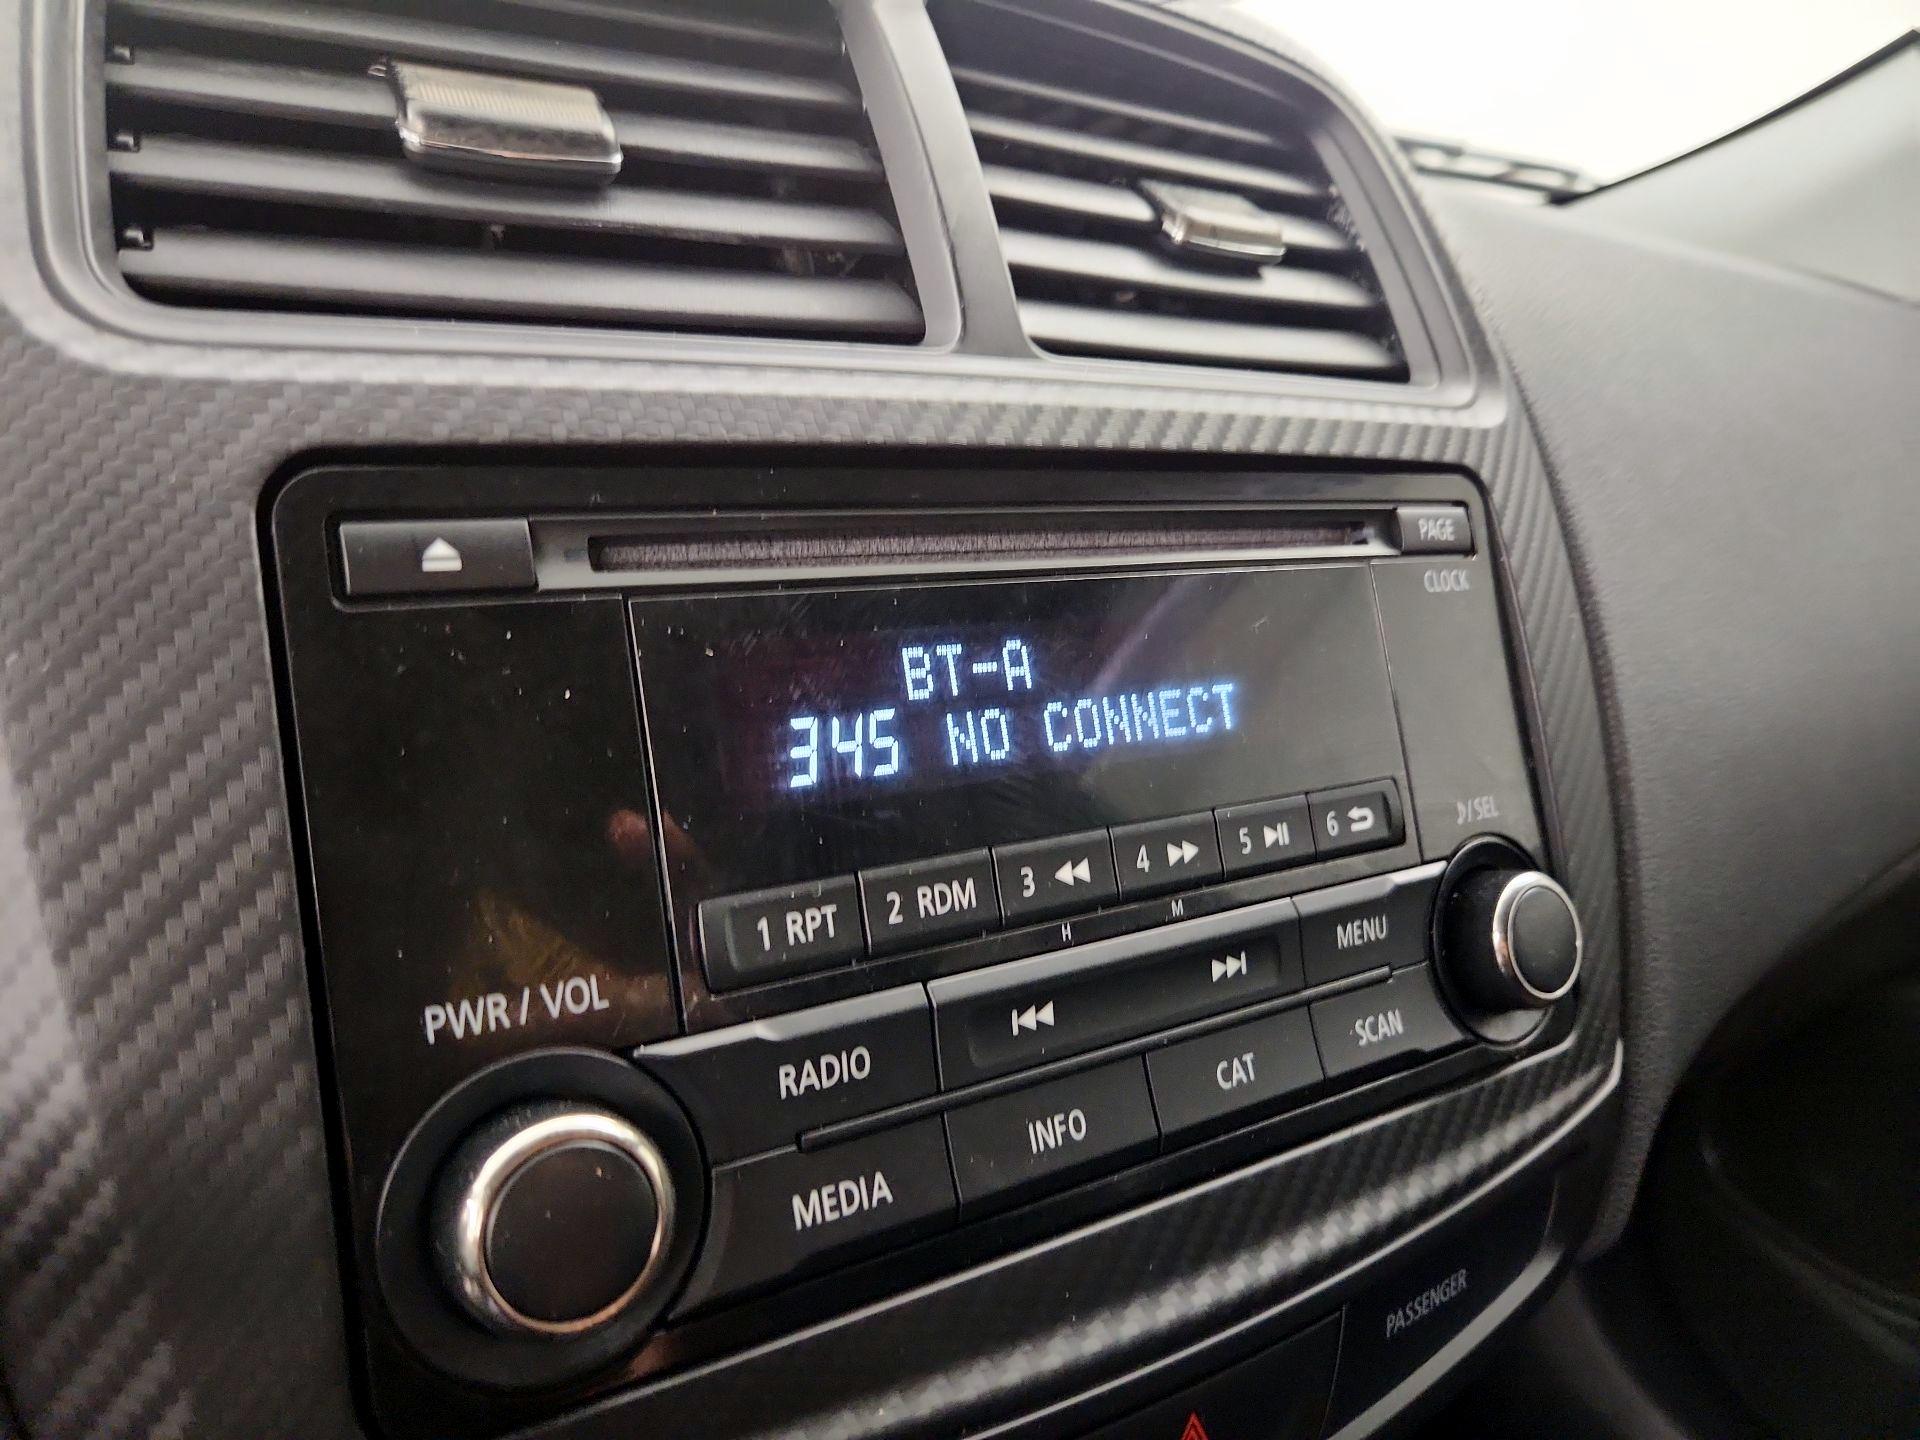 PAGE
CLOCK
BT-A
345 NO CONNECT
♪/SEL
1 RPT 2 RDM 3 4 5 6
H M
PWR / VOL
MENU
RADIO
SCAN
CAT
INFO
MEDIA
PASSENGER